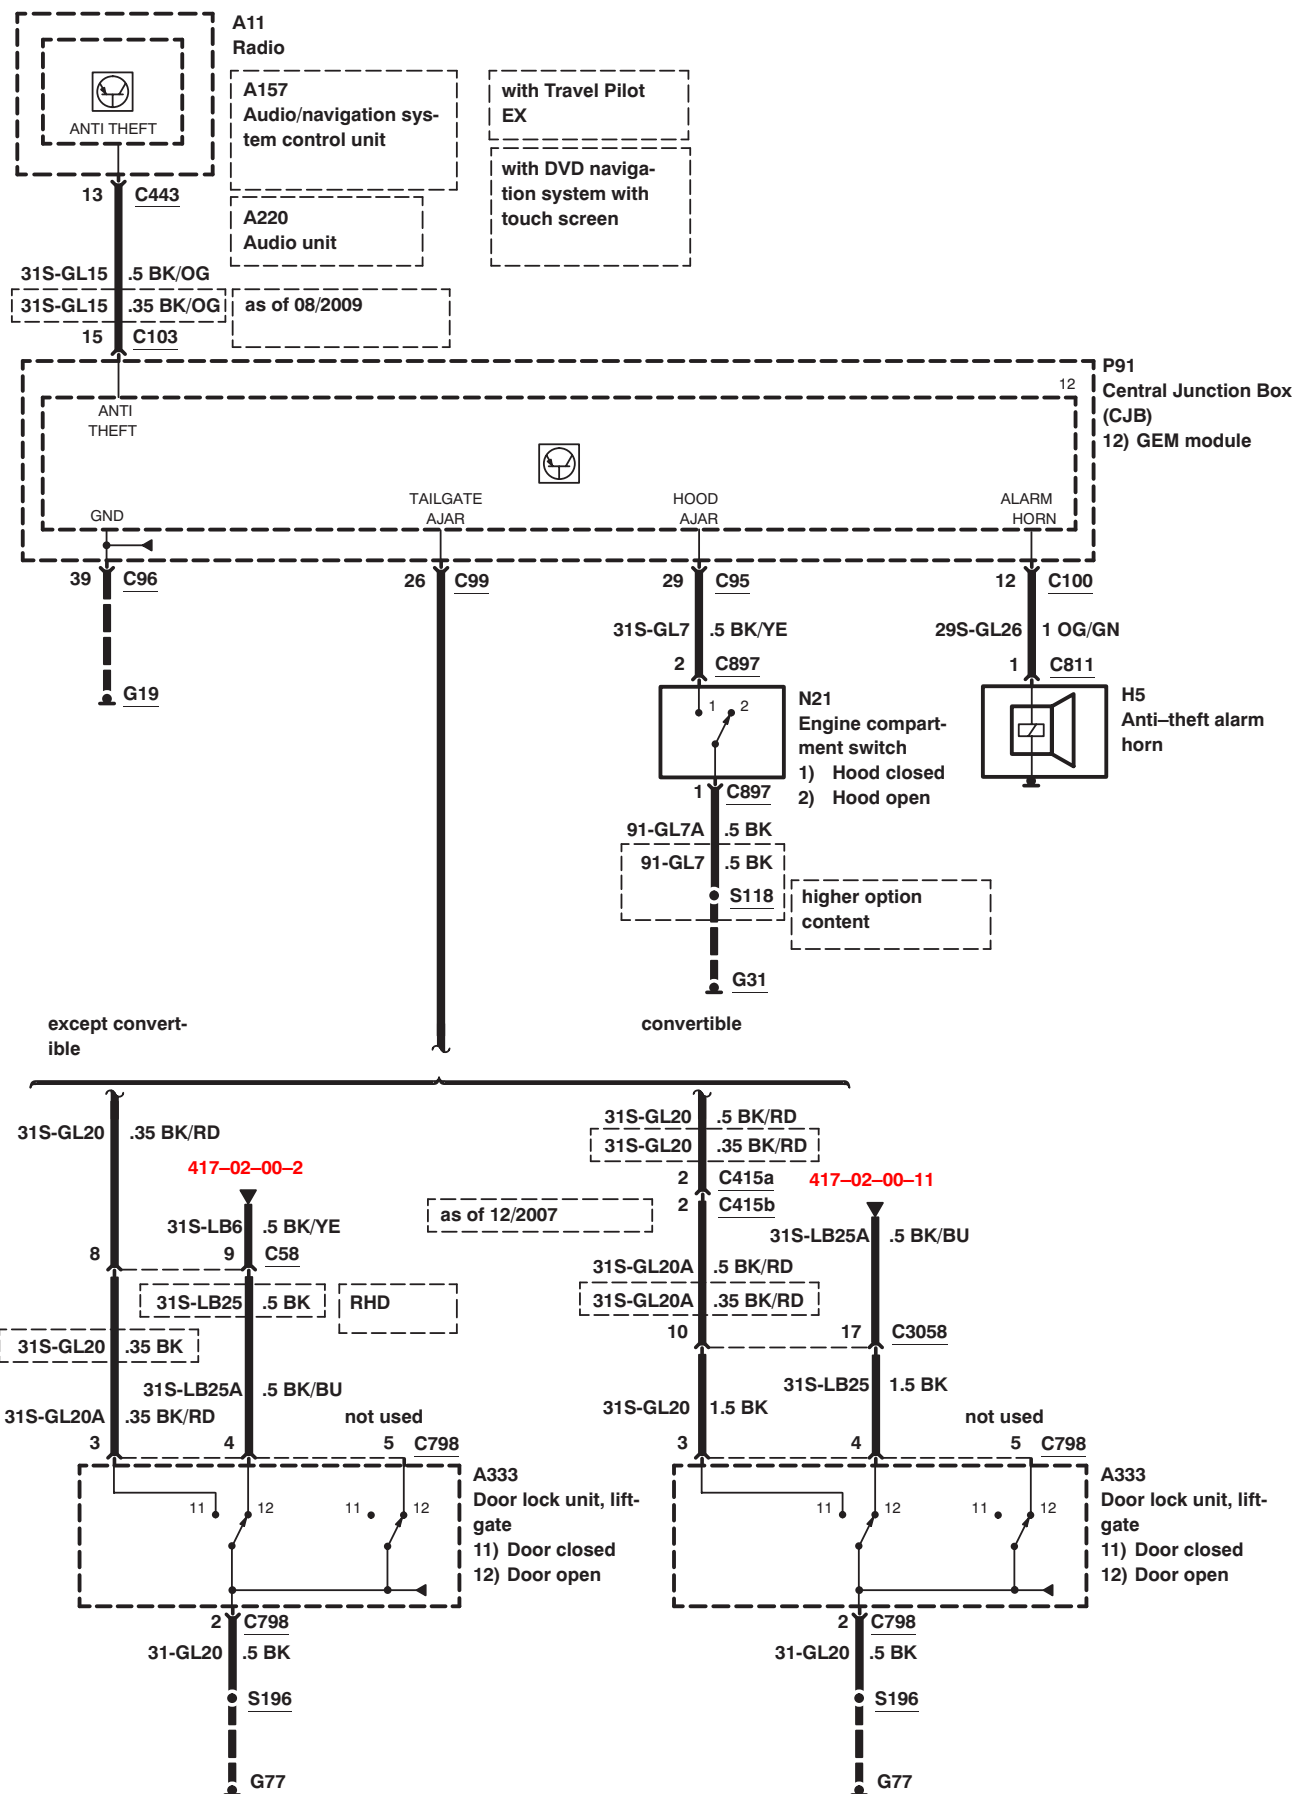 A11
Radio
ANTI THEFT
A157
Audio/navigation sys-
tem control unit
with Travel Pilot
EX
with DVD naviga-
tion system with
touch screen
A220
Audio unit
13 C443
31S-GL15 .5 BK/OG
31S-GL15 .35 BK/OG
as of 08/2009
15 C103
P91
Central Junction Box
(CJB)
12) GEM module
12
ANTI
THEFT
GND
TAILGATE
AJAR
HOOD
AJAR
ALARM
HORN
39 C96
26 C99
29 C95
12 C100
31S-GL7 .5 BK/YE
29S-GL26 1 OG/GN
2 C897
1 C811
G19
1 2
N21
Engine compart-
ment switch
1) Hood closed
2) Hood open
H5
Anti–theft alarm
horn
1 C897
91-GL7A .5 BK
91-GL7 .5 BK
S118
higher option
content
G31
except convert-
ible
convertible
31S-GL20 .35 BK/RD
31S-GL20 .5 BK/RD
31S-GL20 .35 BK/RD
417–02–00–2
2 C415a
417–02–00–11
2 C415b
as of 12/2007
31S-LB6 .5 BK/YE
31S-LB25A .5 BK/BU
8 9 C58
31S-GL20A .5 BK/RD
31S-LB25 .5 BK
RHD
31S-GL20A .35 BK/RD
10 17 C3058
31S-GL20 .35 BK
31S-LB25A .5 BK/BU
31S-LB25 1.5 BK
31S-GL20A .35 BK/RD
31S-GL20 1.5 BK
not used
not used
3 4 5 C798
3 4 5 C798
A333
Door lock unit, lift-
gate
11) Door closed
12) Door open
11 12 11 12
A333
Door lock unit, lift-
gate
11) Door closed
12) Door open
11 12 11 12
2 C798
2 C798
31-GL20 .5 BK
31-GL20 .5 BK
S196
S196
G77
G77